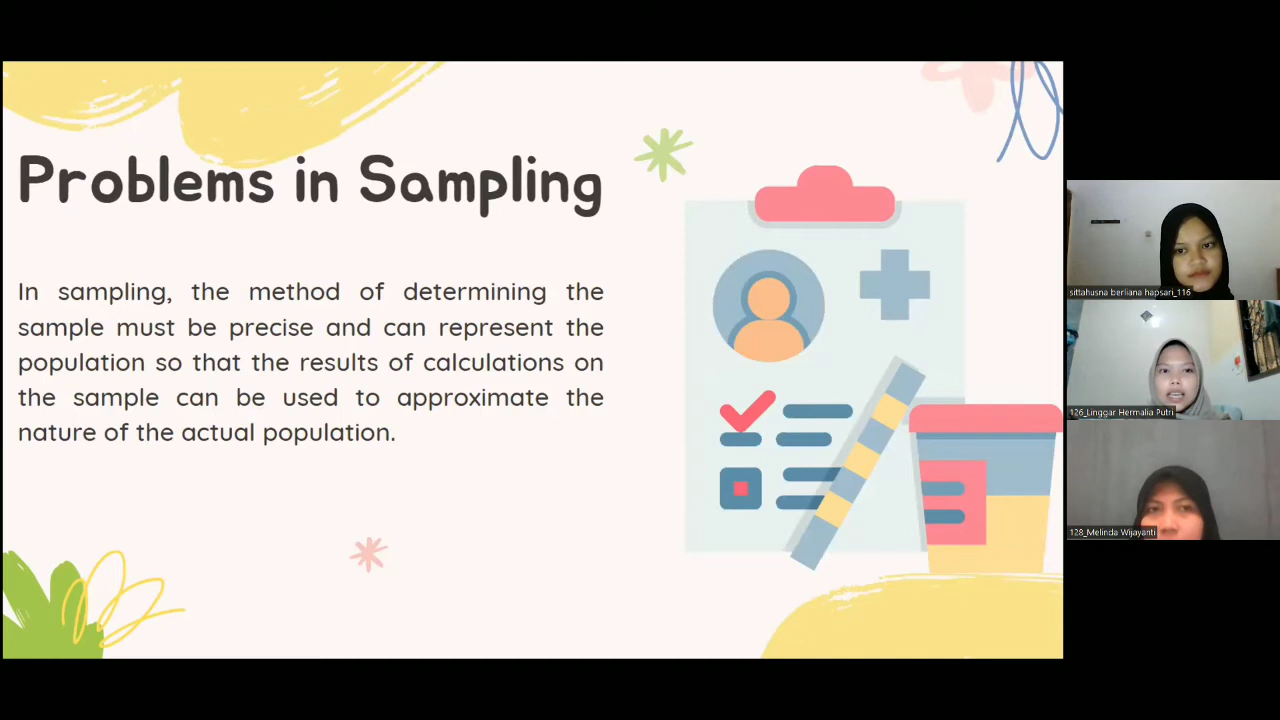 Problems in Sampling
In sampling, the method of determining the
sample must be precise and can represent the
population so that the results of calculations on
the sample can be used to approximate the
nature of the actual population.
sittahusna berliana hapsari_116
126_Linggar Hermalia Putri
128_Melinda Wijayanti